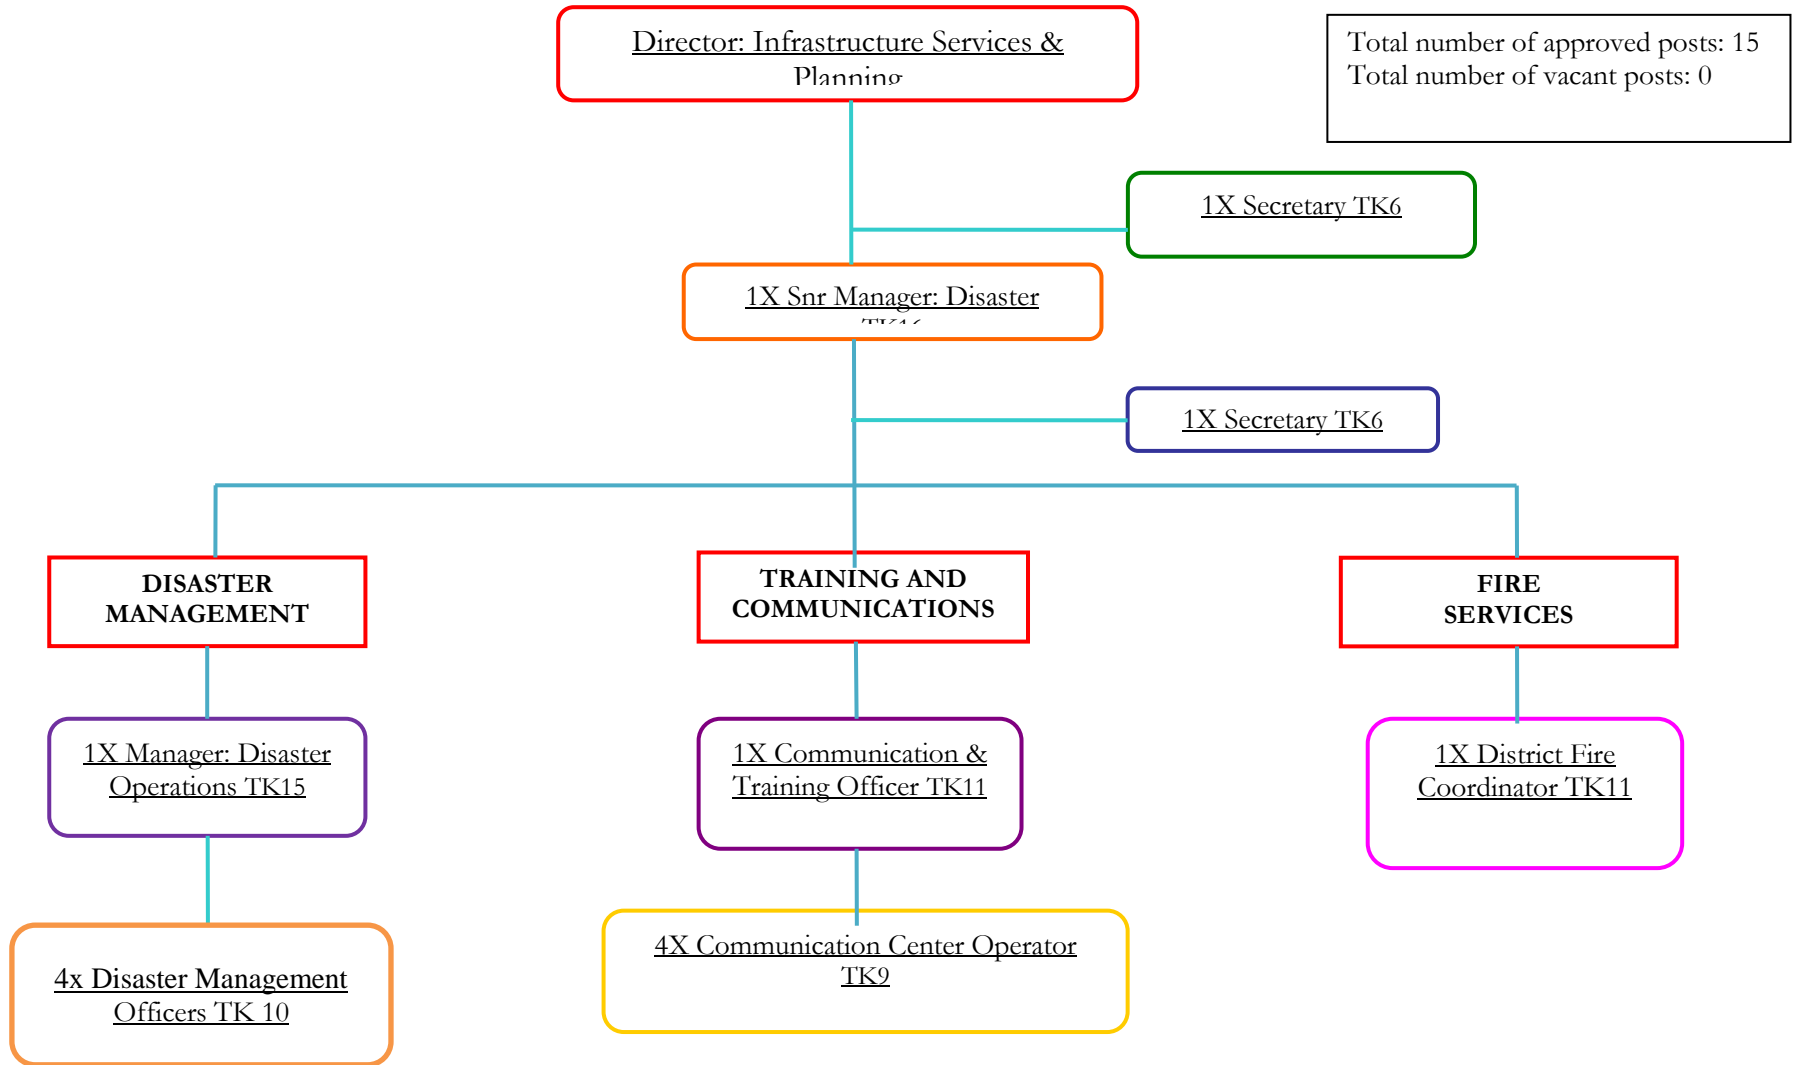 Director: Infrastructure Services &
Planning
Total number of approved posts: 15
Total number of vacant posts: 0
1X Secretary TK6
1X Snr Manager: Disaster
TK16
1X Secretary TK6
DISASTER
MANAGEMENT
TRAINING AND
COMMUNICATIONS
FIRE
SERVICES
1X Manager: Disaster
Operations TK15
1X Communication &
Training Officer TK11
1X District Fire
Coordinator TK11
4x Disaster Management
Officers TK 10
4X Communication Center Operator
TK9